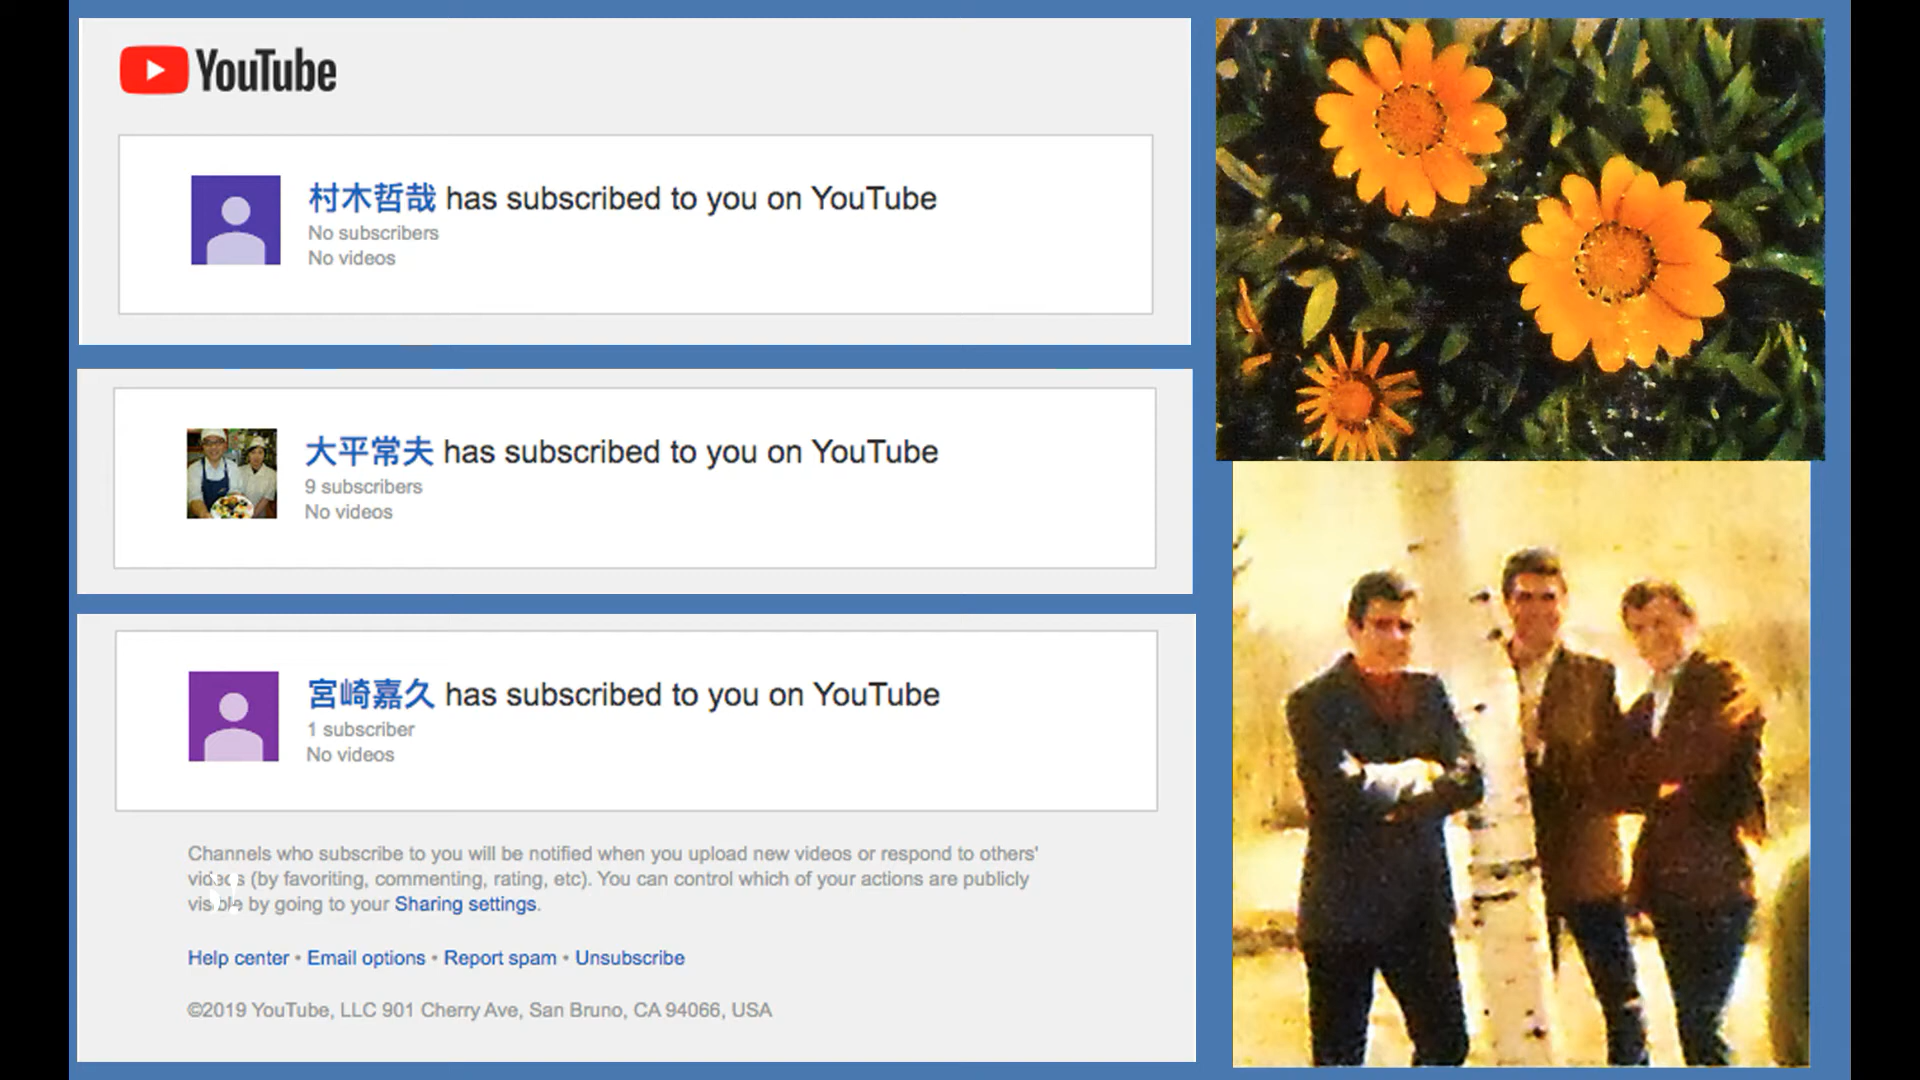 YouTube
村木哲哉 has subscribed to you on YouTube
No subscribers
No videos
大平常夫 has subscribed to you on YouTube
9 subscribers
No videos
宮崎嘉久 has subscribed to you on YouTube
1 subscriber
No videos
Channels who subscribe to you will be notified when you upload new videos or respond to others'
videos (by favoriting, commenting, rating, etc). You can control which of your actions are publicly
visible by going to your Sharing settings.
Help center • Email options • Report spam • Unsubscribe
©2019 YouTube, LLC 901 Cherry Ave, San Bruno, CA 94066, USA